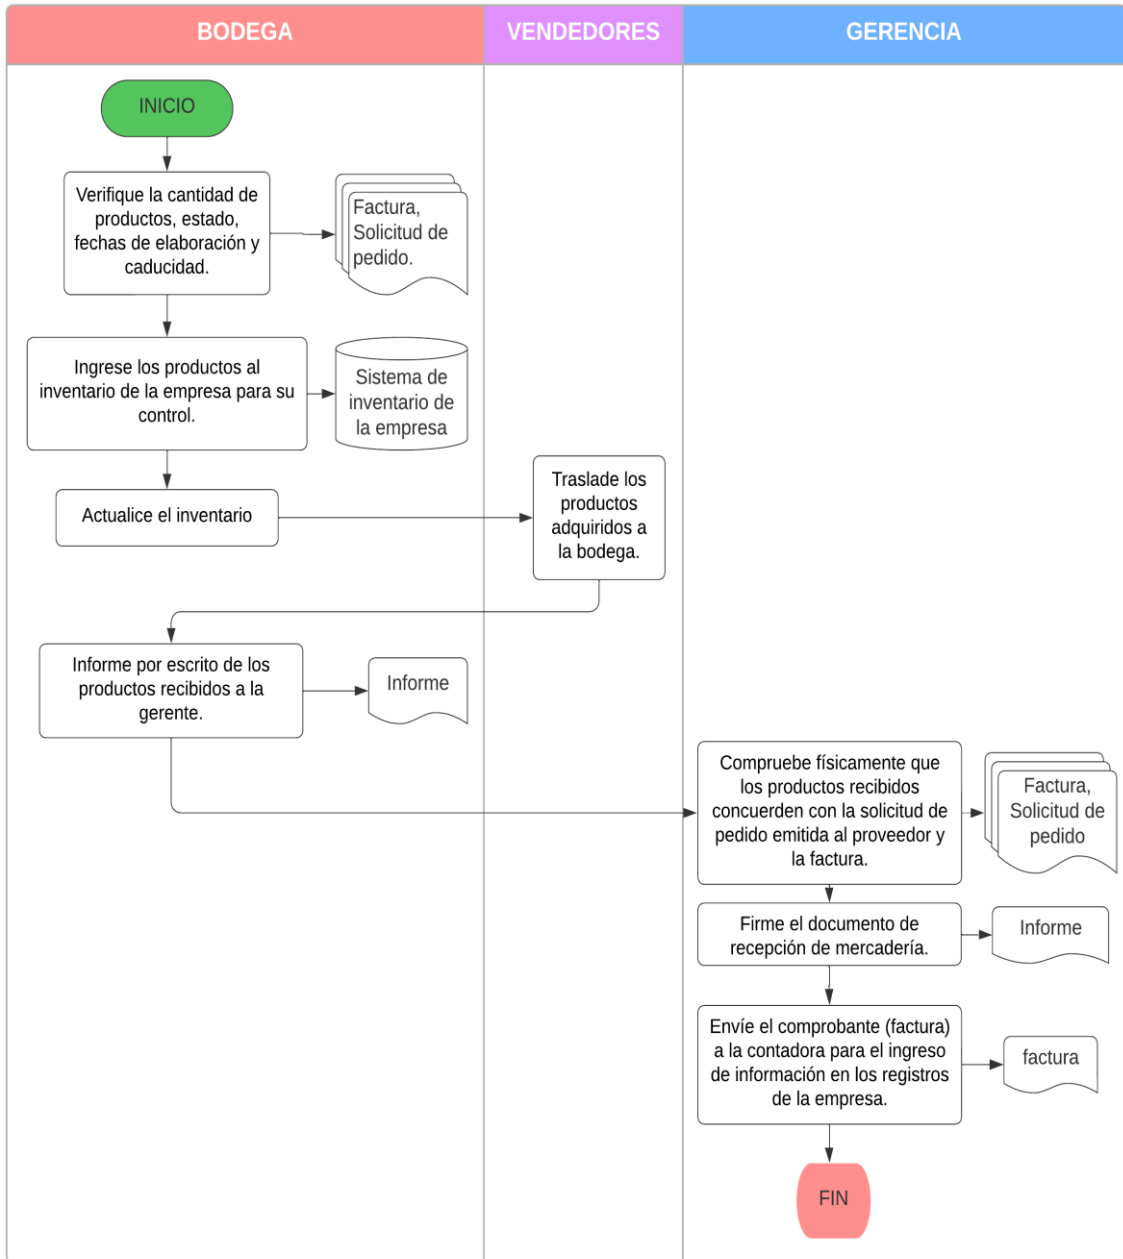 BODEGA
VENDEDORES
GERENCIA
INICIO
Verifique la cantidad de
productos, estado,
fechas de elaboración y
caducidad.
Factura,
Solicitud de
pedido.
Ingrese los productos al
inventario de la empresa para su
control.
Sistema de
inventario de
la empresa
Actualice el inventario
Traslade los
productos
adquiridos a
la bodega.
Informe por escrito de los
productos recibidos a la
gerente.
Informe
Compruebe físicamente que
los productos recibidos
concuerden con la solicitud de
pedido emitida al proveedor y
la factura.
Factura,
Solicitud de
pedido
Firme el documento de
recepción de mercadería.
Informe
Envíe el comprobante (factura)
a la contadora para el ingreso
de información en los registros
de la empresa.
factura
FIN